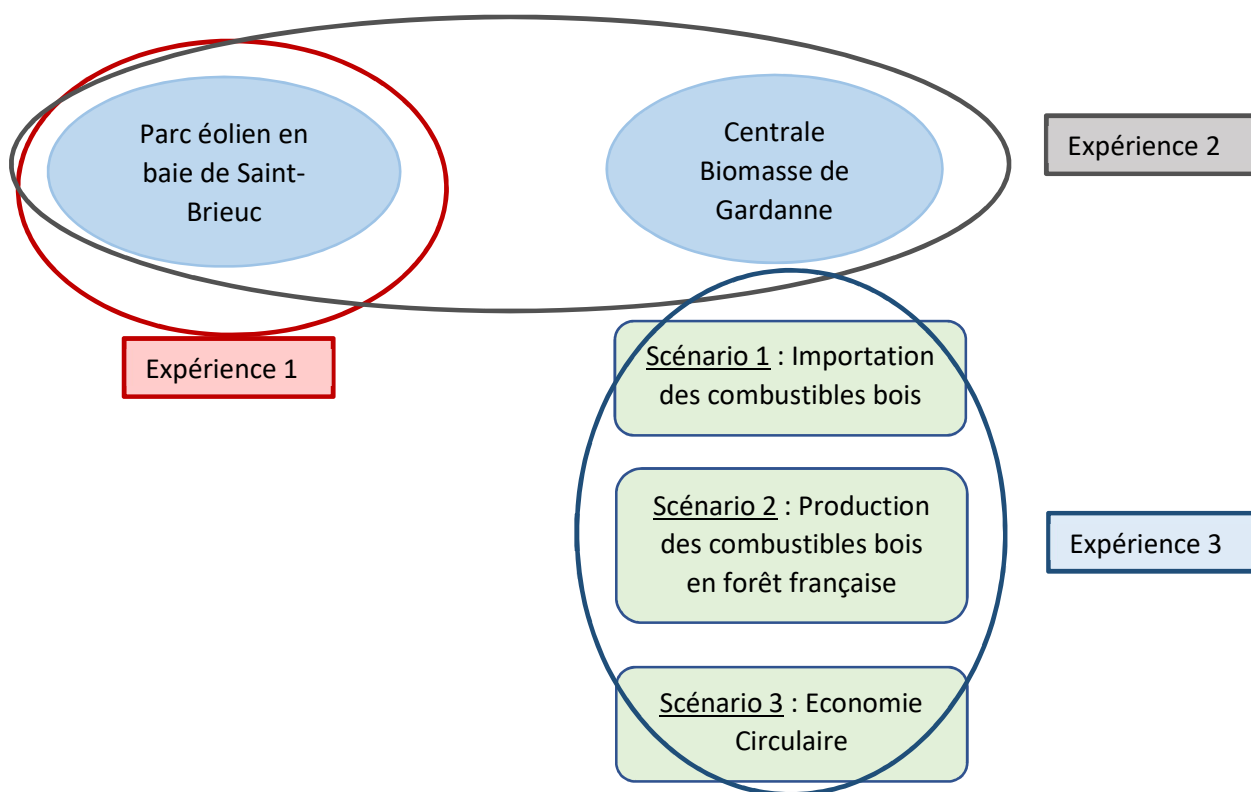 Parc éolien en
baie de Saint-
Brieuc
Centrale
Biomasse de
Gardanne
Expérience 2
Expérience 1
Scénario 1 : Importation
des combustibles bois
Scénario 2 : Production
des combustibles bois
en forêt française
Expérience 3
Scénario 3 : Economie
Circulaire